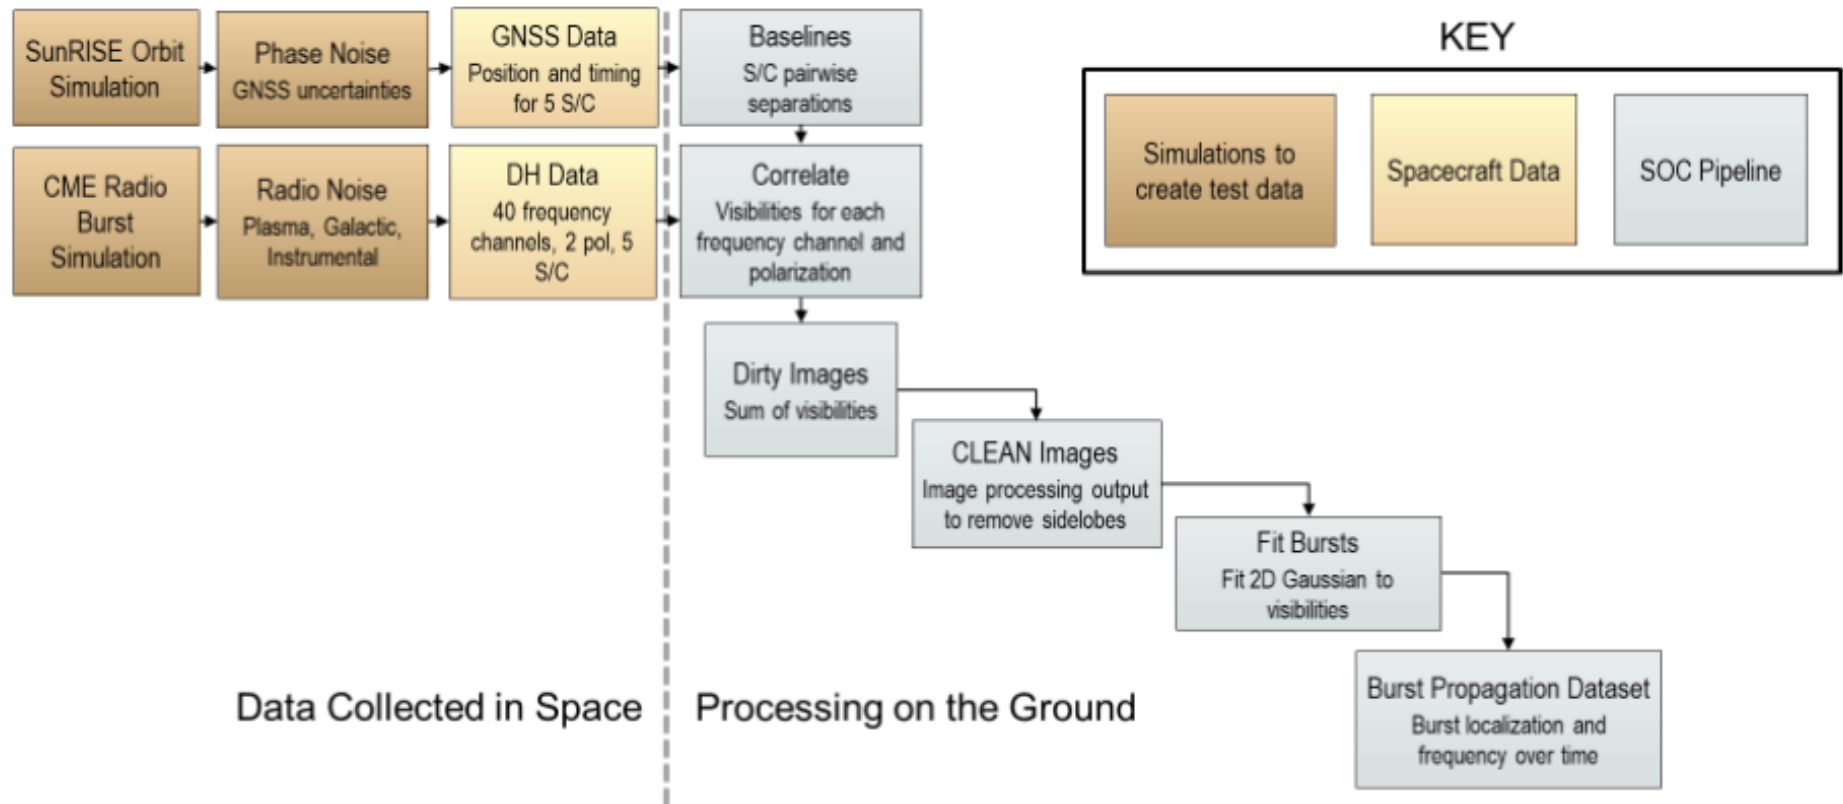 SunRISE Orbit
Simulation
Phase Noise
GNSS uncertainties
GNSS Data
Position and timing
for 5 S/C
Baselines
S/C pairwise
separations
CME Radio
Burst
Simulation
Radio Noise
Plasma, Galactic,
Instrumental
DH Data
40 frequency
channels, 2 pol, 5
S/C
Correlate
Visibilities for each
frequency channel and
polarization
Dirty Images
Sum of visibilities
CLEAN Images
Image processing output
to remove sidelobes
Fit Bursts
Fit 2D Gaussian to
visibilities
Burst Propagation Dataset
Burst localization and
frequency over time
Data Collected in Space
Processing on the Ground
KEY
Simulations to
create test data
Spacecraft Data
SOC Pipeline